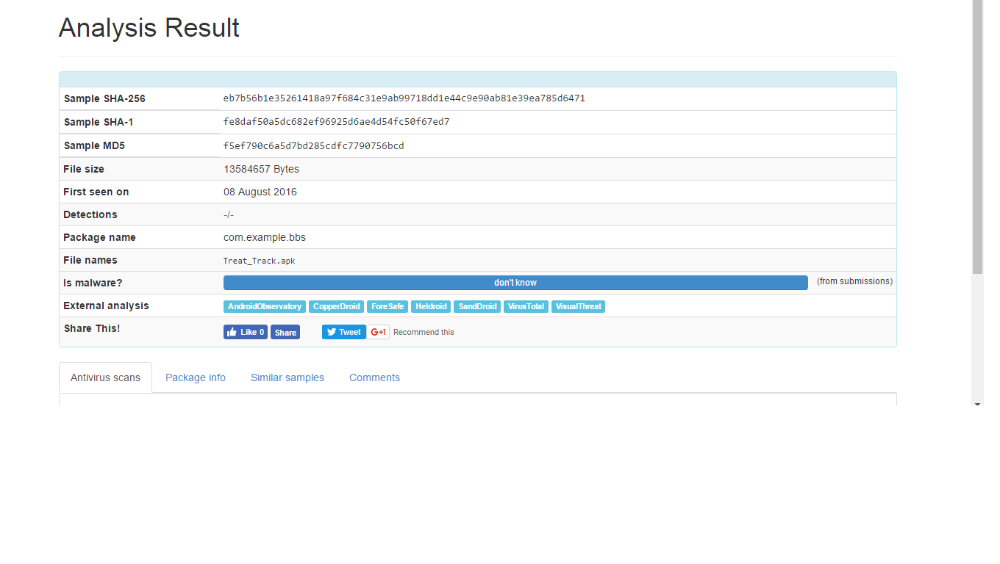 Analysis Result
Sample SHA-256 eb7b56b1e35261418a97f684c31e9ab99718dd1e44c9e90ab81e39ea785d6471
Sample SHA-1 fe8daf50a5dc682ef96925d6ae4d54fc50f67ed7
Sample MD5 f5ef790c6a5d7bd285cdfc7790756bcd
File size 13584657 Bytes
First seen on 08 August 2016
Detections -/-
Package name com.example.bbs
File names Treat_Track.apk
Is malware? don't know (from submissions)
External analysis AndroidObservatory CopperDroid ForeSafe Heldroid SandDroid VirusTotal VisualThreat
Share This! Like 0 Share Tweet G+1 Recommend this
Antivirus scans Package info Similar samples Comments